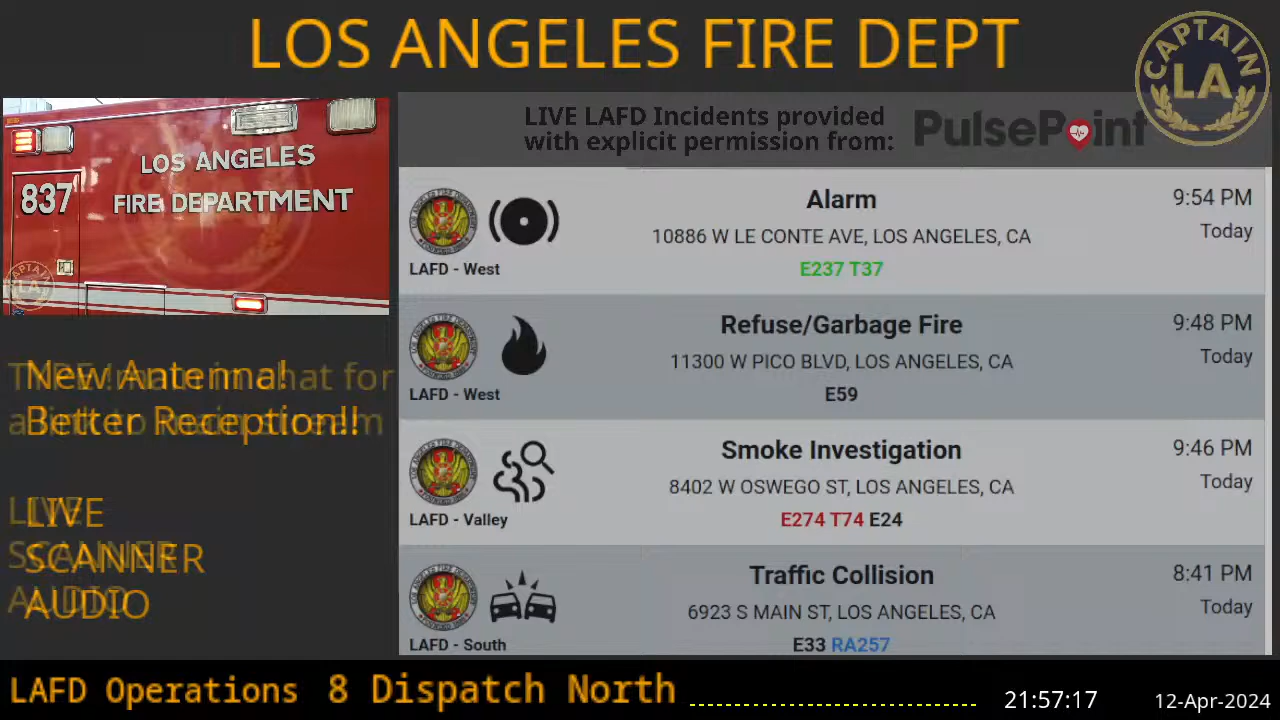 LOS ANGELES FIRE DEPT
CAPTAIN
LA
LOS ANGELES
837
FIRE DEPARTMENT
LIVE LAFD Incidents provided
with explicit permission from:
PulsePoint
Alarm
9:54 PM
10886 W LE CONTE AVE, LOS ANGELES, CA
Today
E237 T37
LAFD - West
Refuse/Garbage Fire
9:48 PM
11300 W PICO BLVD, LOS ANGELES, CA
Today
E59
LAFD - West
Smoke Investigation
9:46 PM
8402 W OSWEGO ST, LOS ANGELES, CA
Today
E274 T74 E24
LAFD - Valley
Traffic Collision
8:41 PM
6923 S MAIN ST, LOS ANGELES, CA
Today
E33 RA257
LAFD - South
New Antenna!
Better Reception!!
LIVE
SCANNER
AUDIO
LAFD Operations 8 Dispatch North
21:57:17
12-Apr-2024